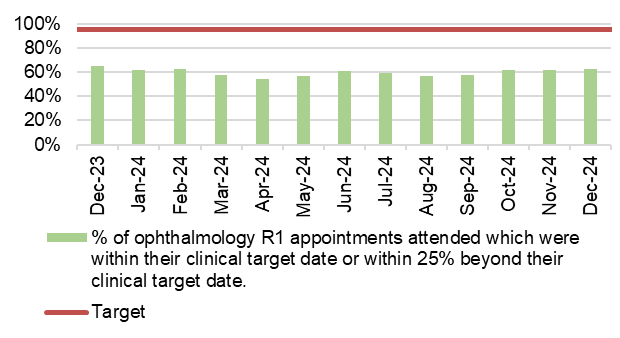 100%
80%
60%
40%
20%
0%
Dec-23
Jan-24
Feb-24
Mar-24
Apr-24
May-24
Jun-24
Jul-24
Aug-24
Sep-24
Oct-24
Nov-24
Dec-24
% of ophthalmology R1 appointments attended which were
within their clinical target date or within 25% beyond their
clinical target date.
Target